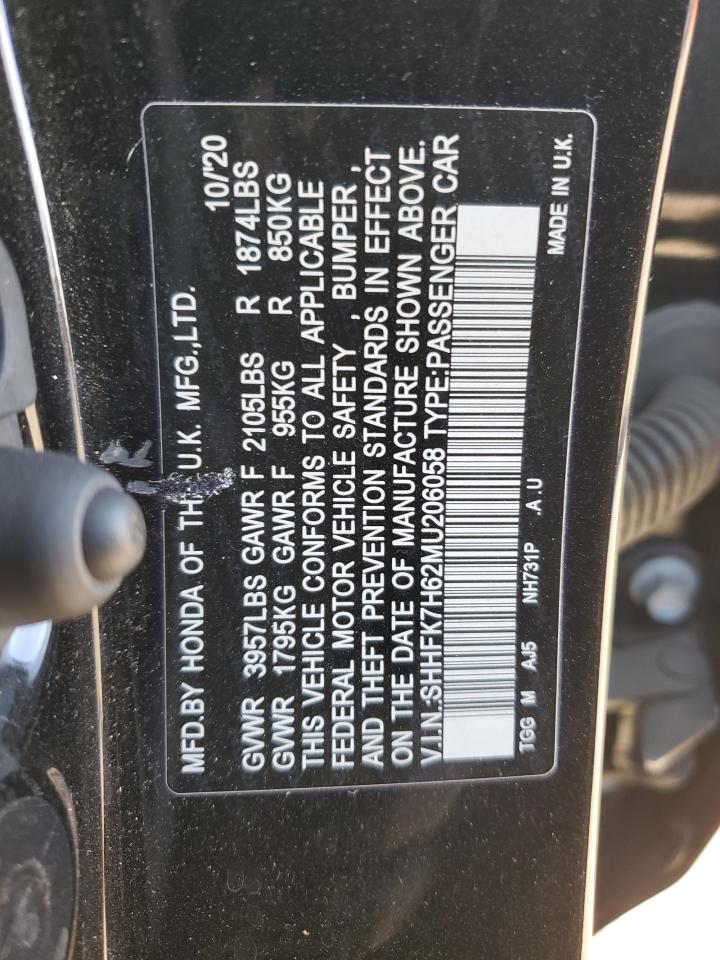 MFD.BY HONDA OF THE U.K. MFG.,LTD. 10/'20
GVWR 3957LBS GAWR F 2105LBS R 1874LBS
GVWR 1795KG GAWR F 955KG R 850KG
THIS VEHICLE CONFORMS TO ALL APPLICABLE
FEDERAL MOTOR VEHICLE SAFETY , BUMPER ,
AND THEFT PREVENTION STANDARDS IN EFFECT
ON THE DATE OF MANUFACTURE SHOWN ABOVE.
V.I.N.:SHHFK7H62MU206058 TYPE:PASSENGER CAR
TGG M AJ5 NH731P .A.U
MADE IN U.K.